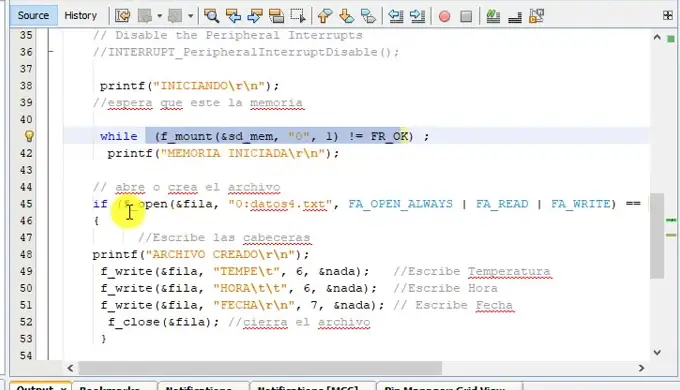 Source History
35 // Disable the Peripheral Interrupts
36 //INTERRUPT_PeripheralInterruptDisable();
37
38 printf("INICIANDO\r\n");
39 //espera que este la memoria
40
while (f_mount(&sd_mem, "0", 1) != FR_OK) ;
42 printf("MEMORIA INICIADA\r\n");
43
44 // abre o crea el archivo
45 if (f_open(&fila, "0:datos4.txt", FA_OPEN_ALWAYS | FA_READ | FA_WRITE) ==
46 {
47 //Escribe las cabeceras
48 printf("ARCHIVO CREADO\r\n");
49 f_write(&fila, "TEMPE\t", 6, &nada); //Escribe Temperatura
50 f_write(&fila, "HORA\t\t", 6, &nada); //Escribe Hora
51 f_write(&fila, "FECHA\r\n", 7, &nada); // Escribe Fecha
52 f_close(&fila); //cierra el archivo
53 }
54
Output Bookmarks Notifications Notifications [MCC] Pin Manager: Grid View